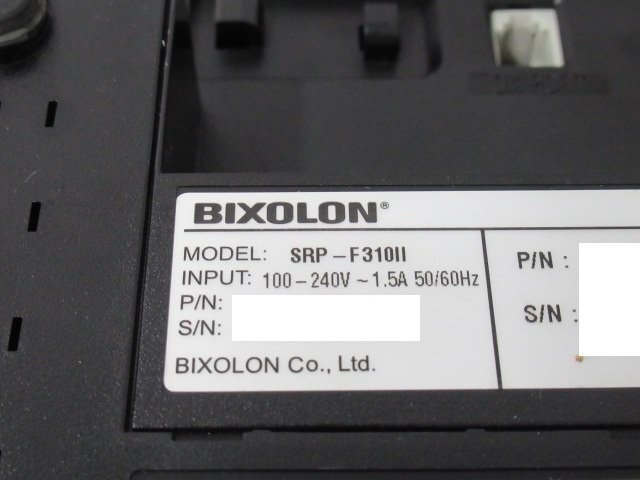 BIXOLON®
MODEL: SRP-F310II
INPUT: 100-240V ~ 1.5A 50/60Hz
P/N:
S/N:
BIXOLON Co., Ltd.
P/N :
S/N :